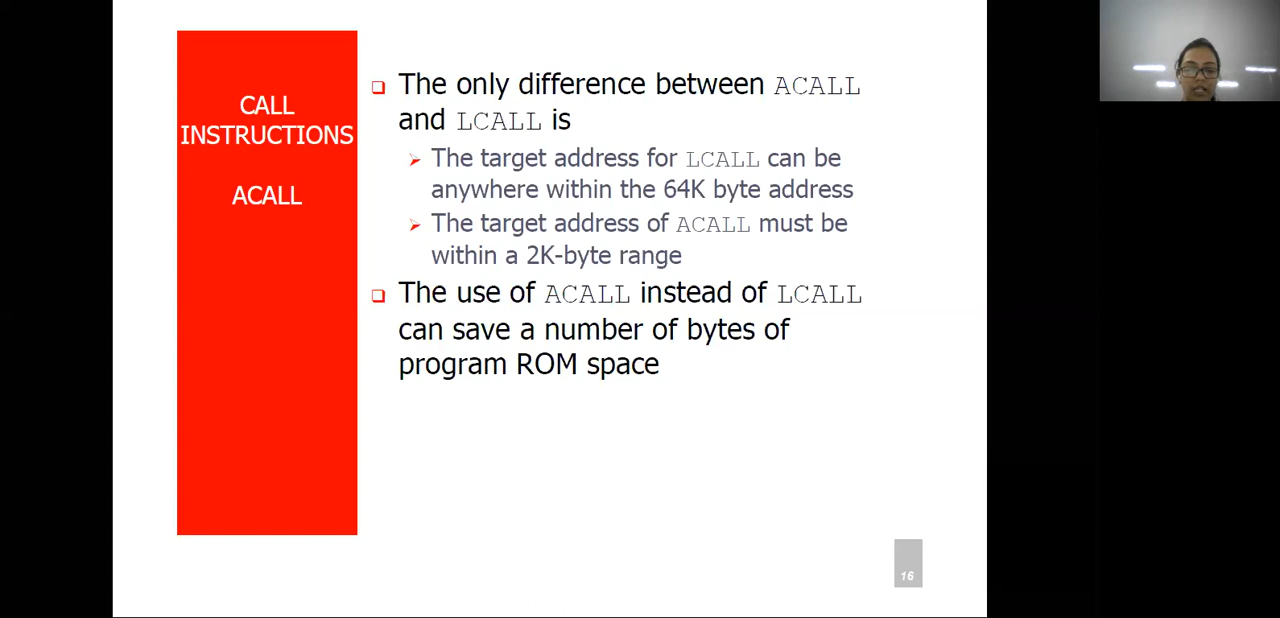 CALL
INSTRUCTIONS
ACALL
The only difference between ACALL
and LCALL is
The target address for LCALL can be
anywhere within the 64K byte address
The target address of ACALL must be
within a 2K-byte range
The use of ACALL instead of LCALL
can save a number of bytes of
program ROM space
16